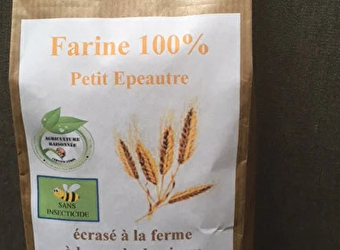 Farine 100%
Petit Epeautre
AGRICULTURE
RAISONNÉE
SANS
INSECTICIDE
écrasé à la ferme